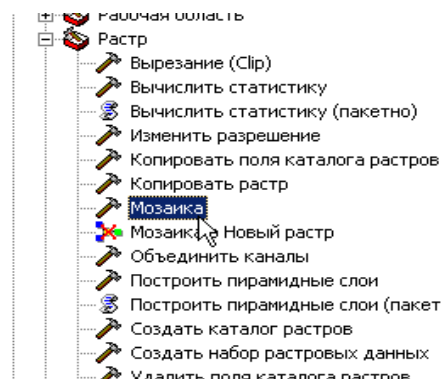 Рабочая область
Растр
Вырезание (Clip)
Вычислить статистику
Вычислить статистику (пакетно)
Изменить разрешение
Копировать поля каталога растров
Копировать растр
Мозаика
Мозаика Новый растр
Объединить каналы
Построить пирамидные слои
Построить пирамидные слои (пакет
Создать каталог растров
Создать набор растровых данных
Удалить поля каталога растров